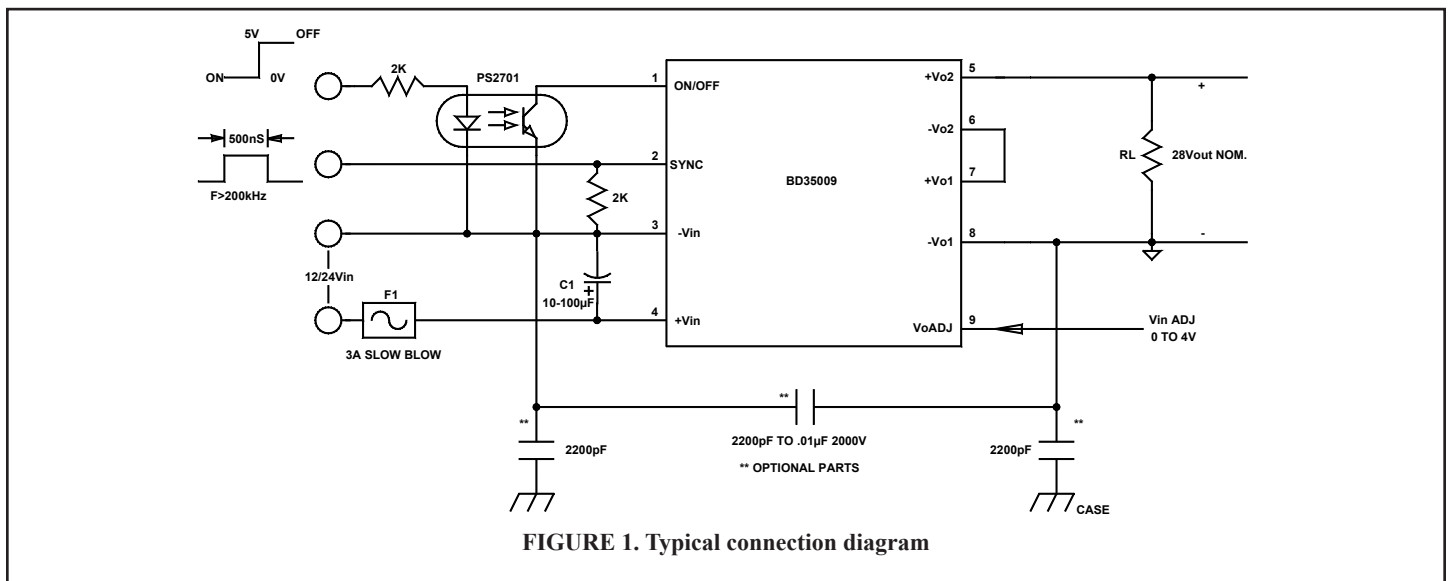 5V OFF
ON 0V
2K
PS2701
1 ON/OFF
500nS
F>200kHz
2 SYNC
2K
3 -Vin
12/24Vin
C1
+
10-100µF
F1
3A SLOW BLOW
4 +Vin
BD35009
+Vo2 5
+
-Vo2 6
RL 28Vout NOM.
+Vo1 7
-Vo1 8
-
VoADJ 9
Vin ADJ
0 TO 4V
**
2200pF
**
2200pF TO .01µF 2000V
** OPTIONAL PARTS
**
2200pF
CASE
FIGURE 1. Typical connection diagram